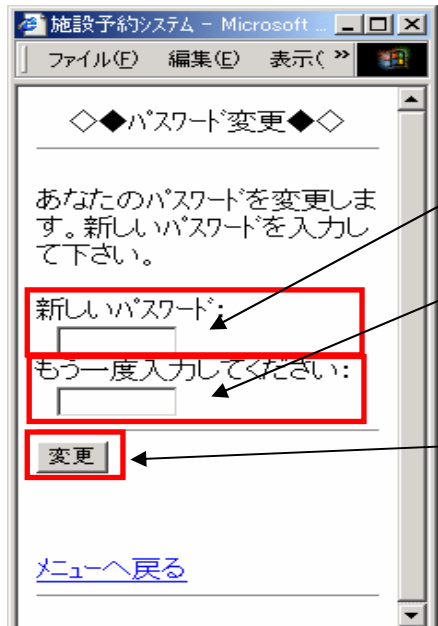 施設予約システム - Microsoft ...
ファイル(F) 編集(E) 表示( »
◇◆ﾊﾟｽﾜｰﾄﾞ変更◆◇
あなたのﾊﾟｽﾜｰﾄﾞを変更しま
す。新しいﾊﾟｽﾜｰﾄﾞを入力し
て下さい。
新しいﾊﾟｽﾜｰﾄﾞ:
もう一度入力してください:
変更
ﾒﾆｭｰへ戻る